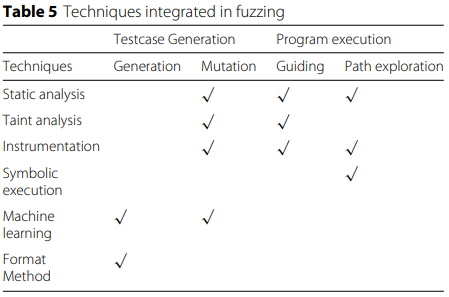 Table 5 Techniques integrated in fuzzing
Testcase Generation Program execution
Techniques Generation Mutation Guiding Path exploration
Static analysis √ √ √
Taint analysis √ √
Instrumentation √ √ √
Symbolic √
execution
Machine √ √
learning
Format √
Method